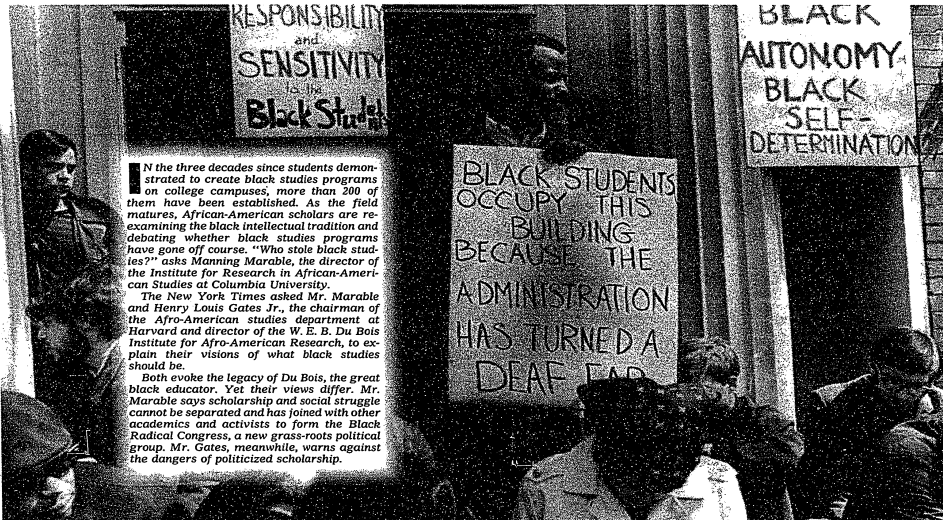 RESPONSIBILITY
and
SENSITIVITY
to the
Black Students
BLACK
AUTONOMY
BLACK
SELF-
DETERMINATION
BLACK STUDENTS
OCCUPY THIS
BUILDING
BECAUSE THE
ADMINISTRATION
HAS TURNED A
DEAF EAR
IN the three decades since students demon-
strated to create black studies programs
on college campuses, more than 200 of
them have been established. As the field
matures, African-American scholars are re-
examining the black intellectual tradition and
debating whether black studies programs
have gone off course. “Who stole black stud-
ies?” asks Manning Marable, the director of
the Institute for Research in African-Ameri-
can Studies at Columbia University.
The New York Times asked Mr. Marable
and Henry Louis Gates Jr., the chairman of
the Afro-American studies department at
Harvard and director of the W. E. B. Du Bois
Institute for Afro-American Research, to ex-
plain their visions of what black studies
should be.
Both evoke the legacy of Du Bois, the great
black educator. Yet their views differ. Mr.
Marable says scholarship and social struggle
cannot be separated and has joined with other
academics and activists to form the Black
Radical Congress, a new grass-roots political
group. Mr. Gates, meanwhile, warns against
the dangers of politicized scholarship.